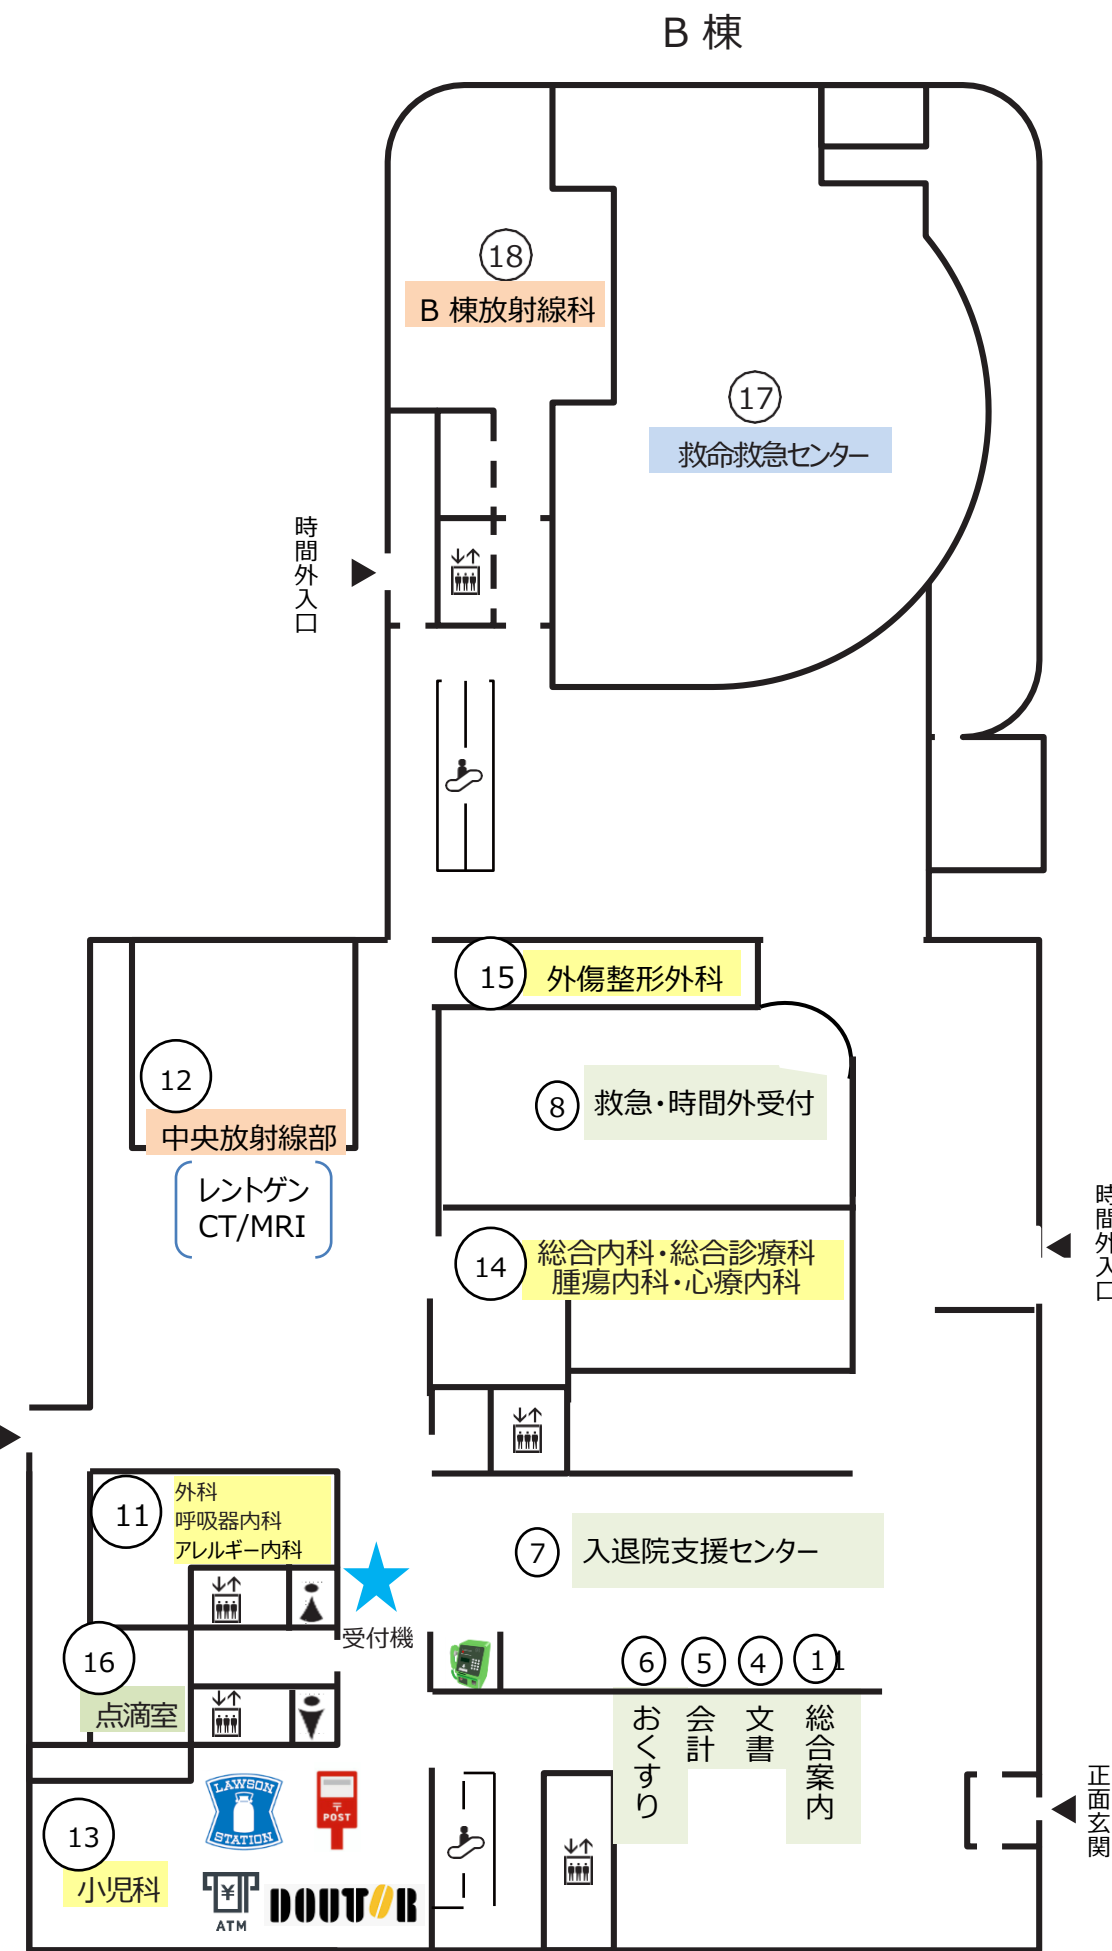 B 棟
18
B 棟放射線科
17
救命救急センター
時間外入口
15
外傷整形外科
12
中央放射線部
レントゲン
CT/MRI
8
救急・時間外受付
14
総合内科・総合診療科
腫瘍内科・心療内科
時間外入口
11
外科
呼吸器内科
アレルギー内科
7
入退院支援センター
受付機
16
点滴室
6
5
4
1
1
おくすり
会計
文書
総合案内
正面玄関
LAWSON
STATION
〒
POST
13
小児科
¥
ATM
DOUTOR